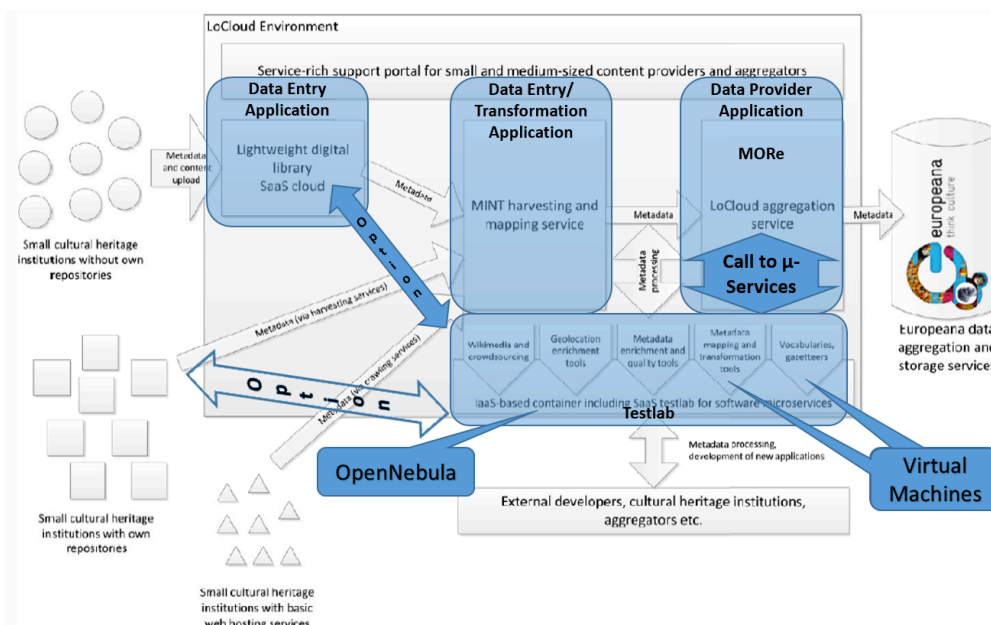 LoCloud Environment
Service-rich support portal for small and medium-sized content providers and aggregators
Data Entry
Application
Data Entry/
Transformation
Application
Data Provider
Application
MORe
Lightweight digital
library
SaaS cloud
Metadata
and content
upload
Metadata
MINT harvesting and
mapping service
Metadata
LoCloud aggregation
service
Metadata
europeana
think culture
Small cultural heritage
institutions without own
repositories
Option
Metadata
processing
Call to μ-
Services
Europeana data
aggregation and
storage services
Metadata (via harvesting services)
Wikimedia and
crowdsourcing
Geolocation
enrichment
tools
Metadata
enrichment and
quality tools
Metadata
mapping and
transformation
tools
Vocabularies,
gazetteers
Option
Metadata (via crawling services)
IaaS-based container including SaaS testlab for software microservices
Testlab
OpenNebula
Metadata processing,
development of new applications
Virtual
Machines
External developers, cultural heritage institutions,
aggregators etc.
Small cultural heritage
institutions with own
repositories
Small cultural heritage
institutions with basic
web hosting services